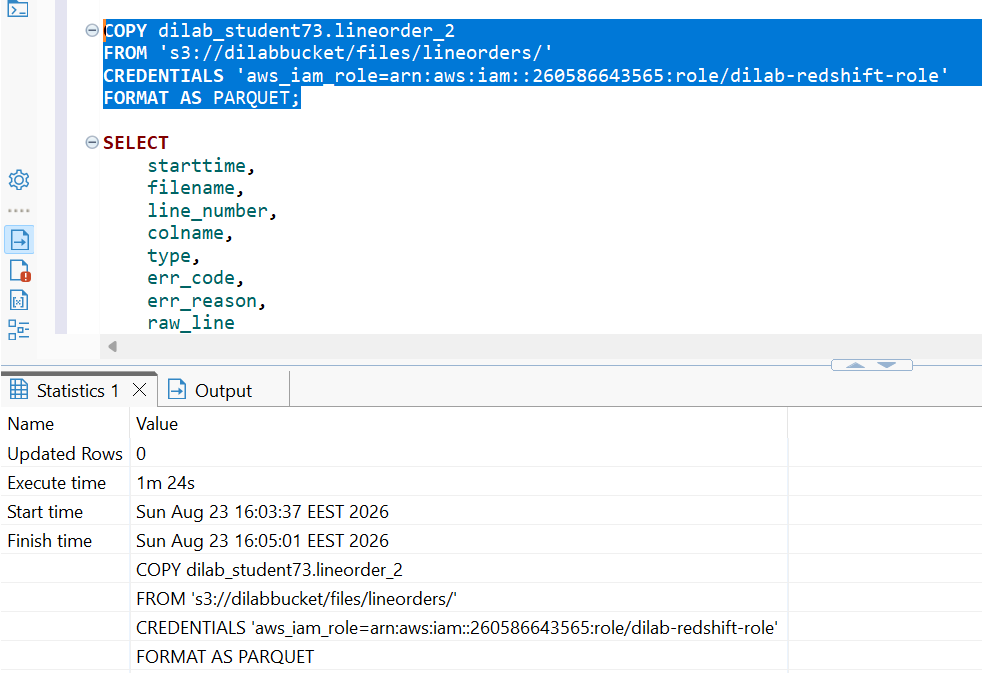 COPY dilab_student73.lineorder_2
FROM 's3://dilabbucket/files/lineorders/'
CREDENTIALS 'aws_iam_role=arn:aws:iam::260586643565:role/dilab-redshift-role'
FORMAT AS PARQUET;
SELECT
starttime,
filename,
line_number,
colname,
type,
err_code,
err_reason,
raw_line
Statistics 1 Output
Name Value
Updated Rows 0
Execute time 1m 24s
Start time Sun Aug 23 16:03:37 EEST 2026
Finish time Sun Aug 23 16:05:01 EEST 2026
COPY dilab_student73.lineorder_2
FROM 's3://dilabbucket/files/lineorders/'
CREDENTIALS 'aws_iam_role=arn:aws:iam::260586643565:role/dilab-redshift-role'
FORMAT AS PARQUET